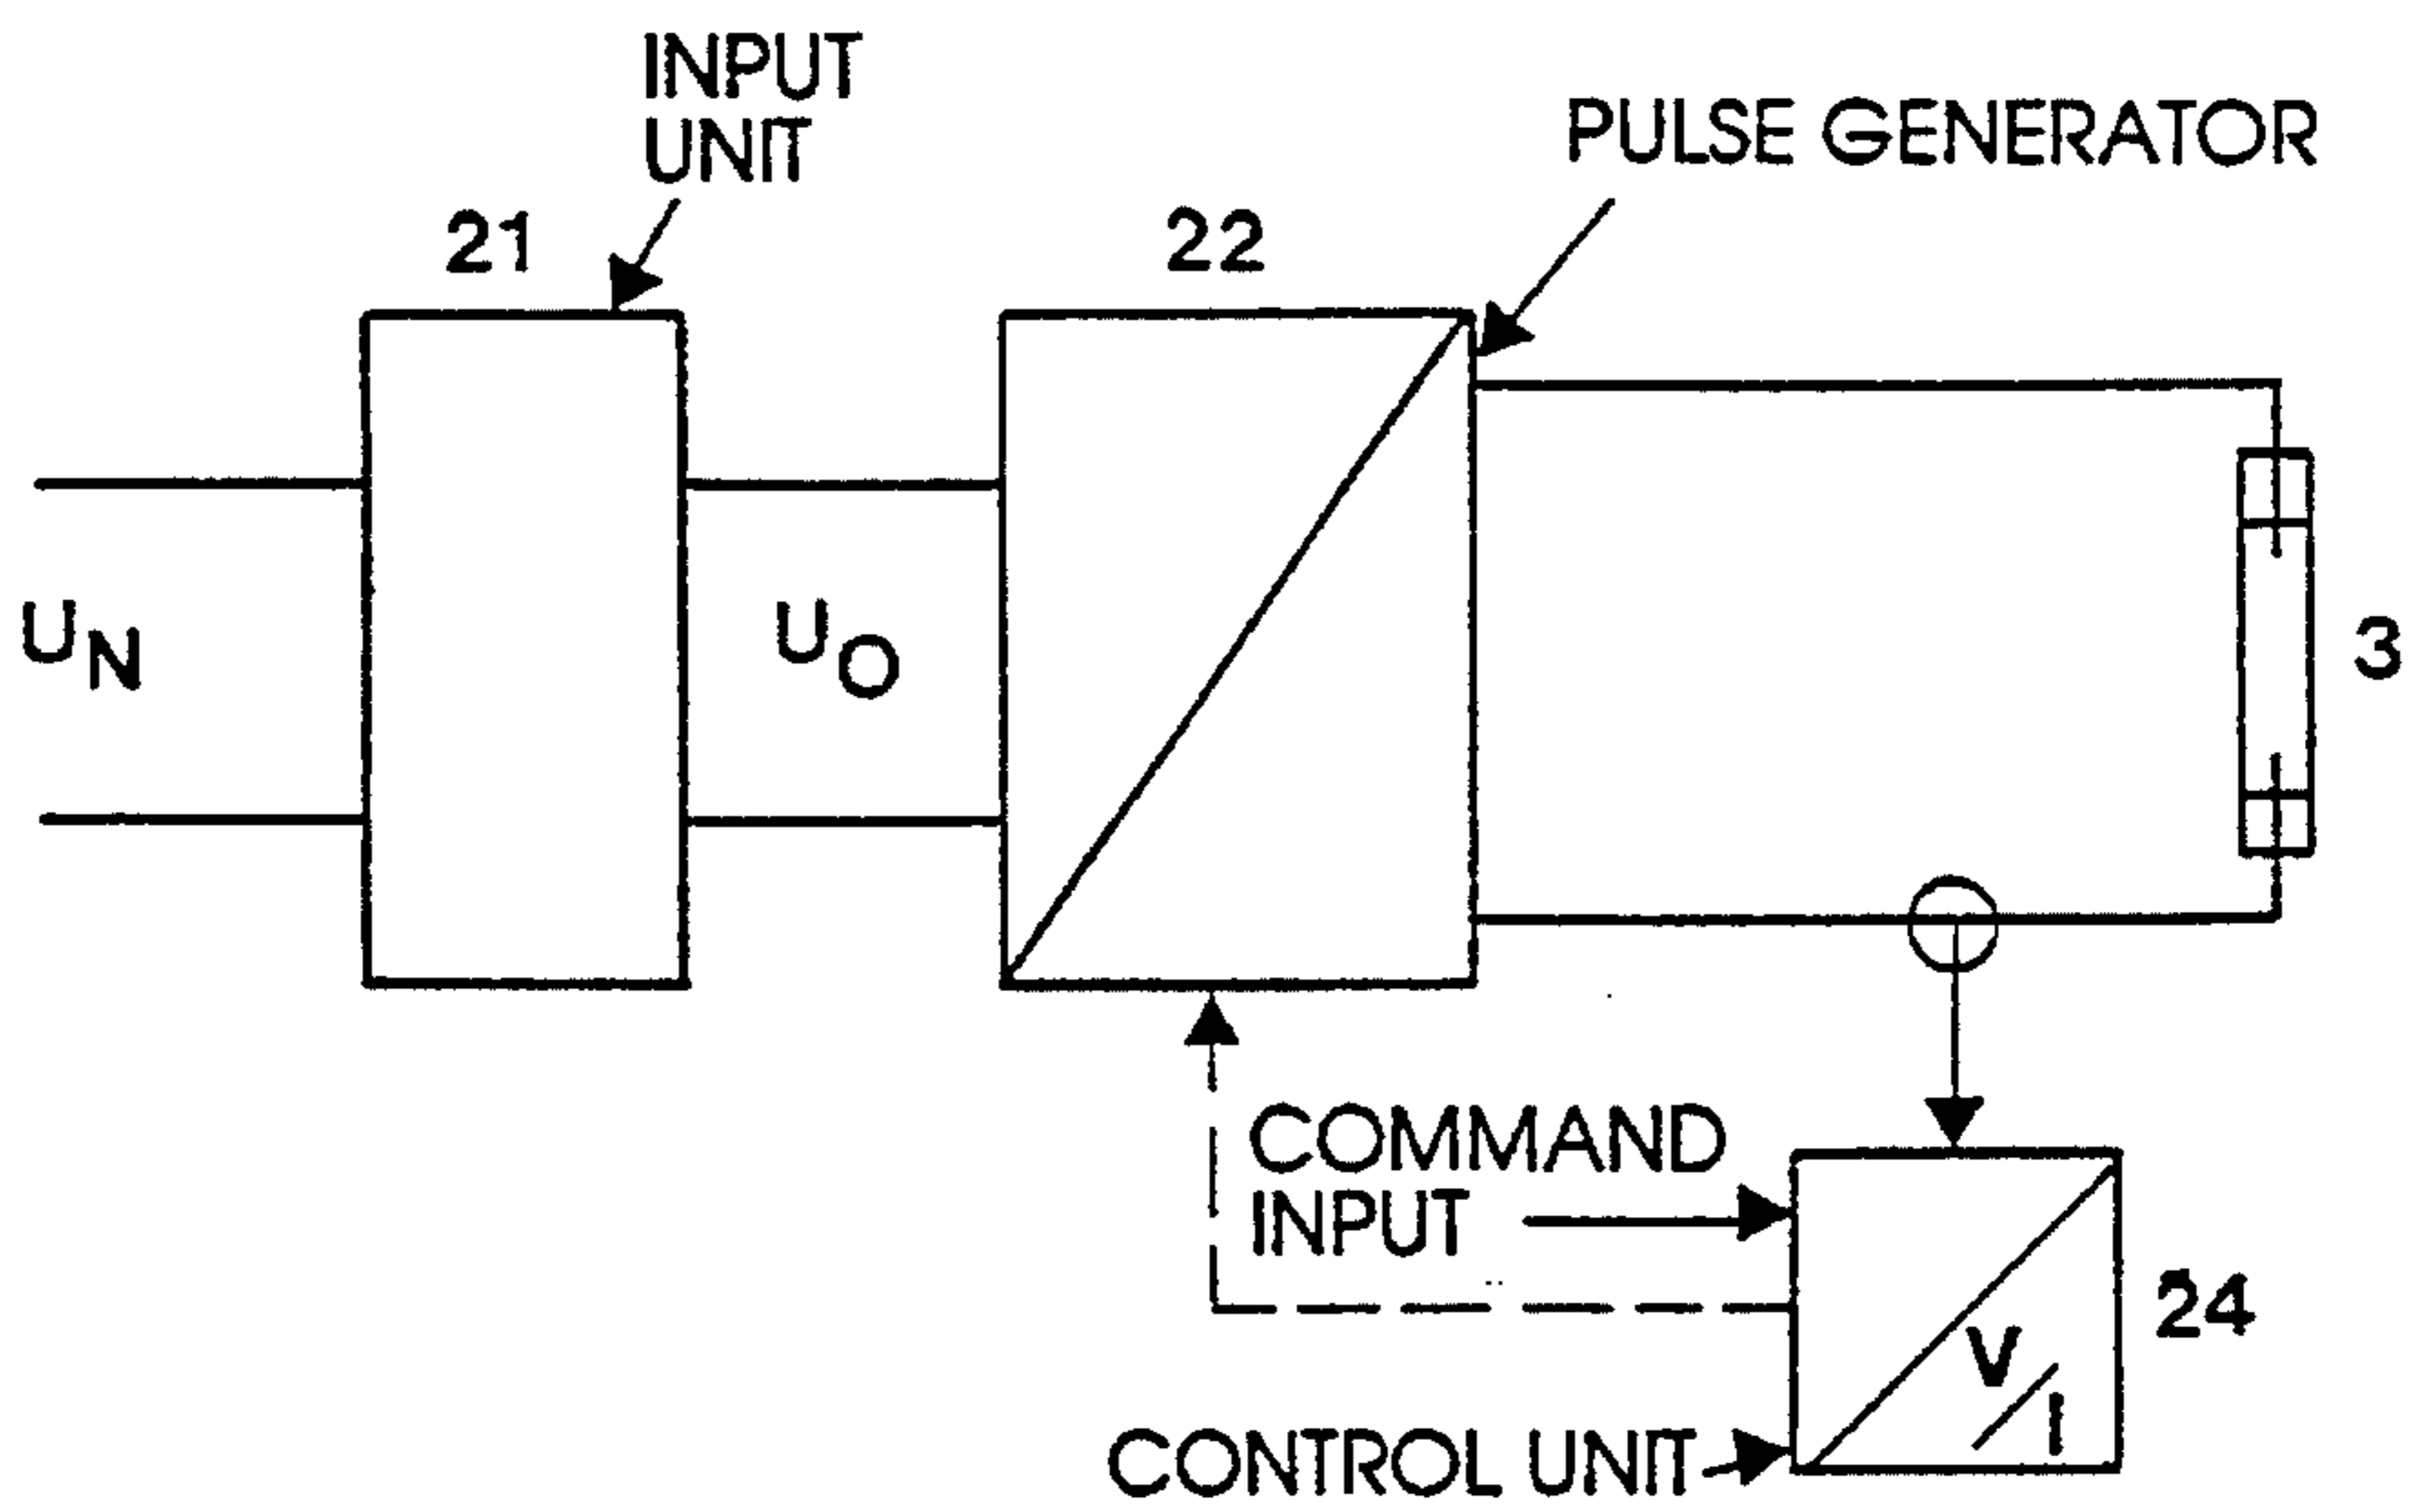 INPUT
UNIT
PULSE GENERATOR
21
22
U_N
U_O
3
COMMAND
INPUT
24
V/I
CONTROL UNIT